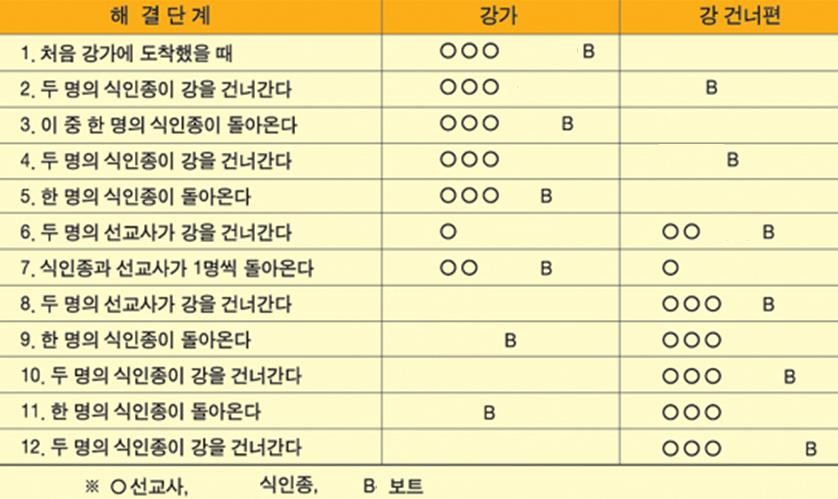 해 결 단 계 강가 강 건너편
1. 처음 강가에 도착했을 때 ○○○ B
2. 두 명의 식인종이 강을 건너간다 ○○○ B
3. 이 중 한 명의 식인종이 돌아온다 ○○○ B
4. 두 명의 식인종이 강을 건너간다 ○○○ B
5. 한 명의 식인종이 돌아온다 ○○○ B
6. 두 명의 선교사가 강을 건너간다 ○ ○○ B
7. 식인종과 선교사가 1명씩 돌아온다 ○○ B ○
8. 두 명의 선교사가 강을 건너간다 ○○○ B
9. 한 명의 식인종이 돌아온다 B ○○○
10. 두 명의 식인종이 강을 건너간다 ○○○ B
11. 한 명의 식인종이 돌아온다 B ○○○
12. 두 명의 식인종이 강을 건너간다 ○○○ B
※ ○선교사, 식인종, B 보트